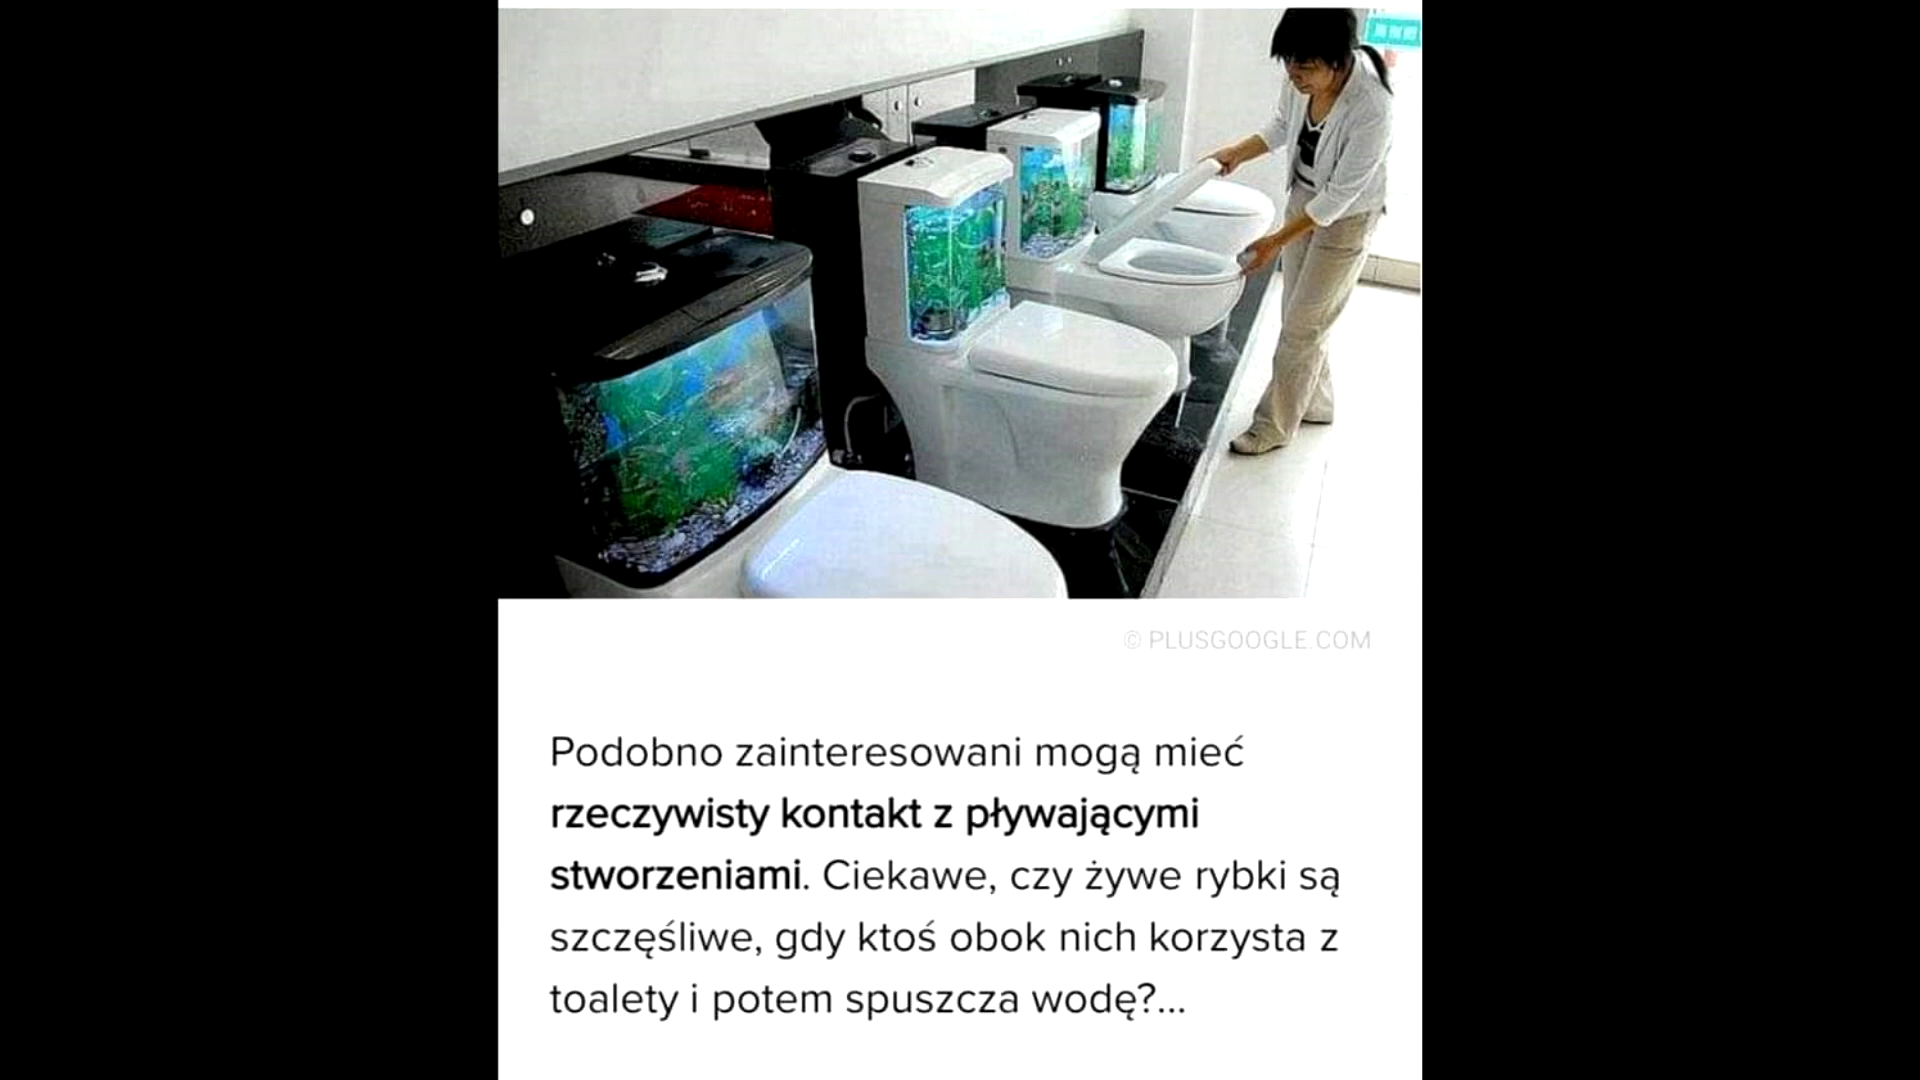 © PLUSGOOGLE.COM
Podobno zainteresowani mogą mieć
rzeczywisty kontakt z pływającymi
stworzeniami. Ciekawe, czy żywe rybki są
szczęśliwe, gdy ktoś obok nich korzysta z
toalety i potem spuszcza wodę?...